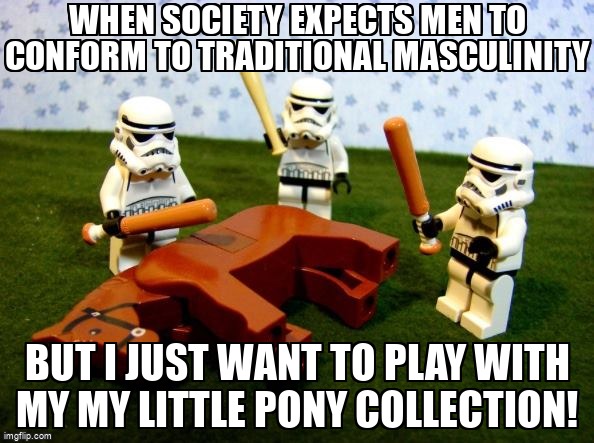 WHEN SOCIETY EXPECTS MEN TO
CONFORM TO TRADITIONAL MASCULINITY
BUT I JUST WANT TO PLAY WITH
MY MY LITTLE PONY COLLECTION!
imgflip.com